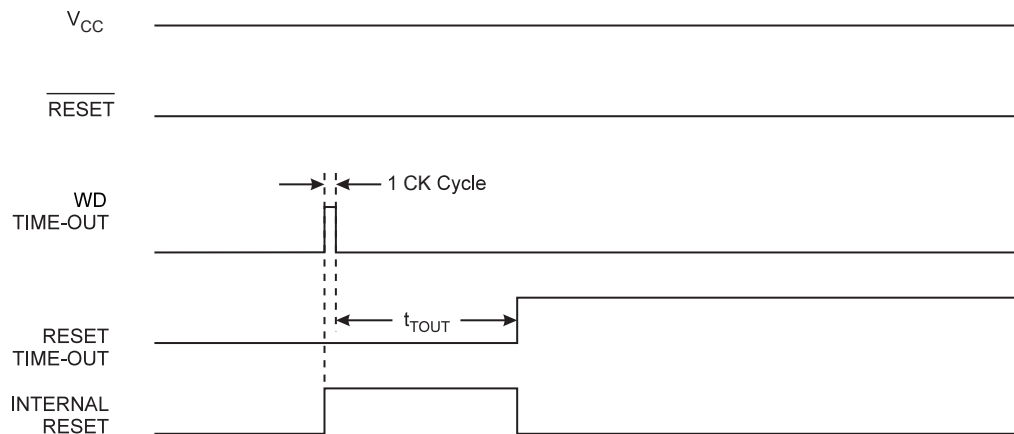 VCC
RESET
1 CK Cycle
WD
TIME-OUT
tTOUT
RESET
TIME-OUT
INTERNAL
RESET